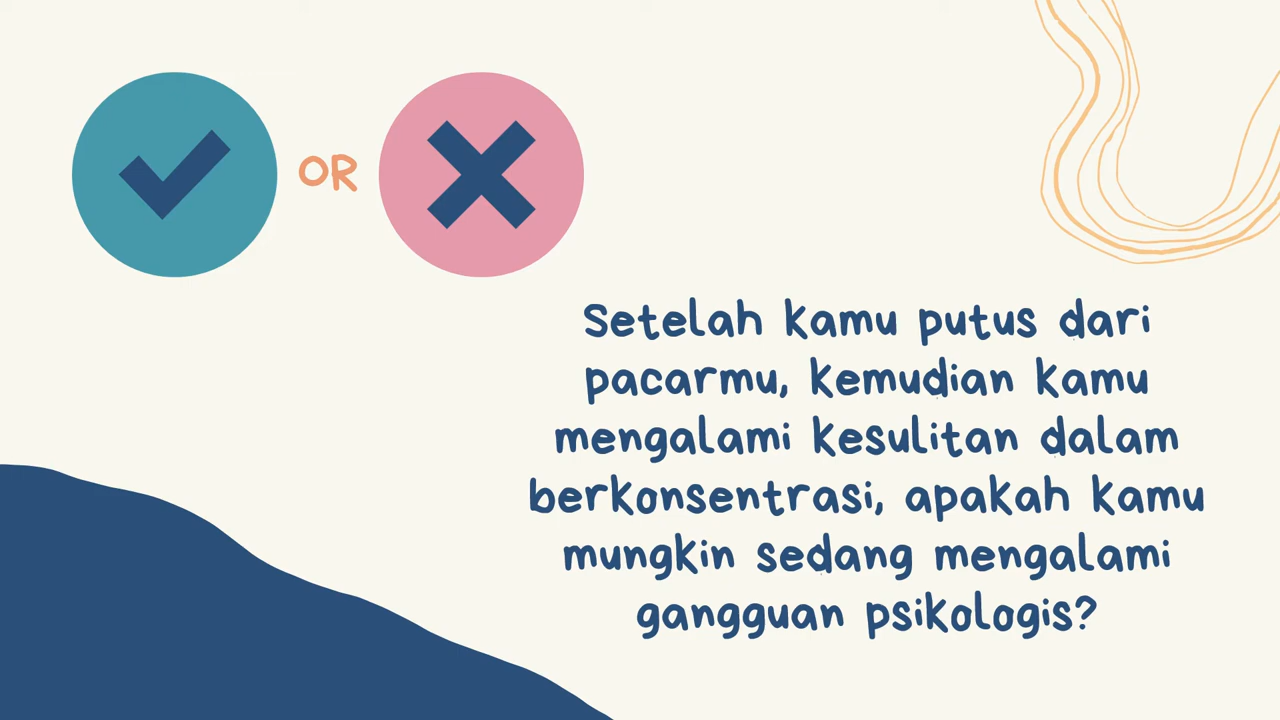 OR
Setelah kamu putus dari
pacarmu, kemudian kamu
mengalami kesulitan dalam
berkonsentrasi, apakah kamu
mungkin sedang mengalami
gangguan psikologis?